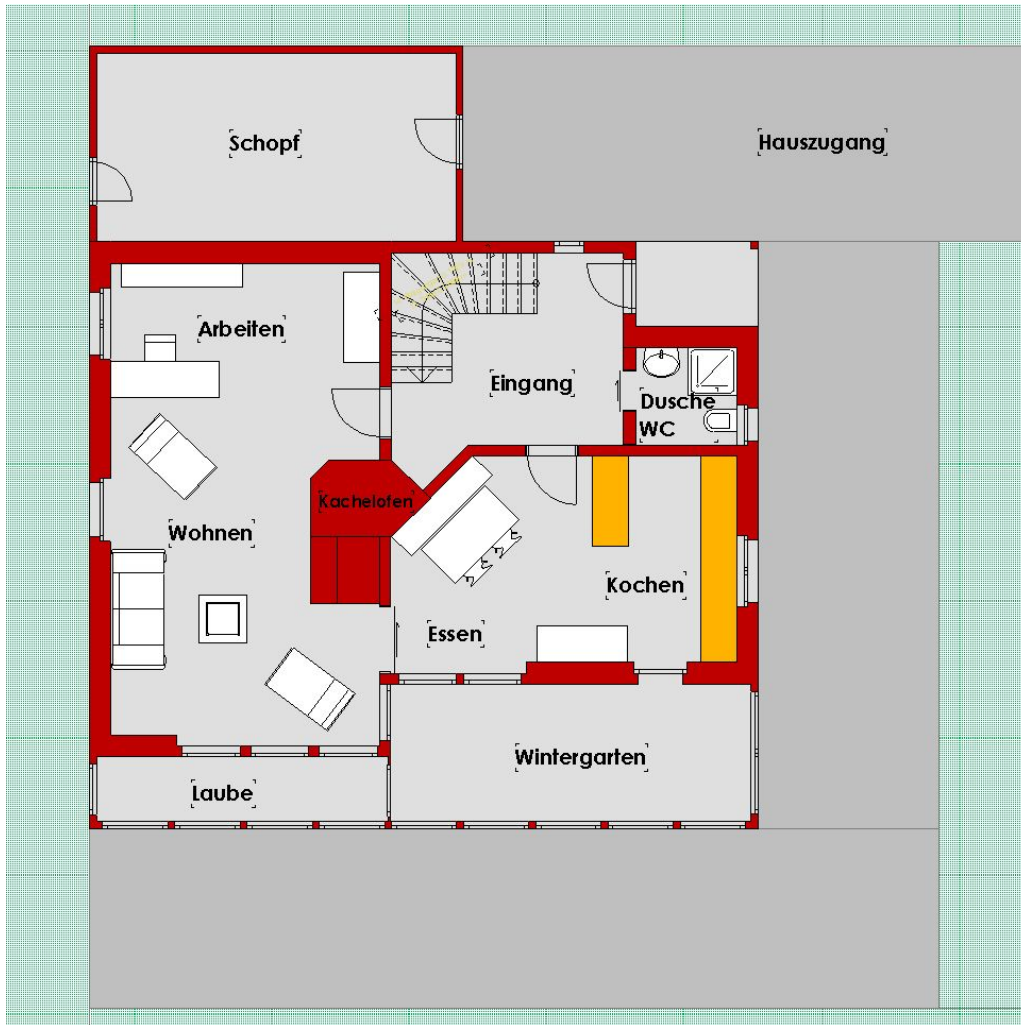 Schopf
Hauszugang
Arbeiten
Eingang
Dusche
WC
Kachelofen
Wohnen
Kochen
Essen
Wintergarten
Laube